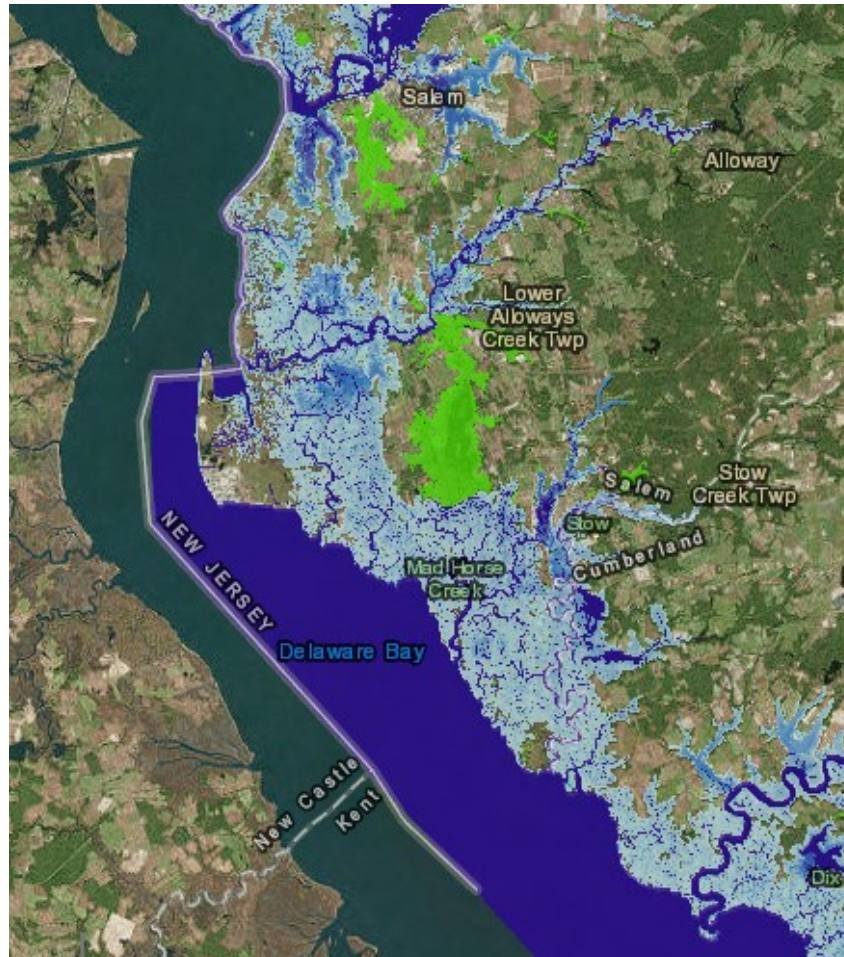 Salem
Alloway
Lower
Alloways
Creek Twp
Stow
Creek Twp
Salem
Stow
Cumberland
Mad Horse
Creek
NEW JERSEY
Delaware Bay
New Castle
Kent
Dix